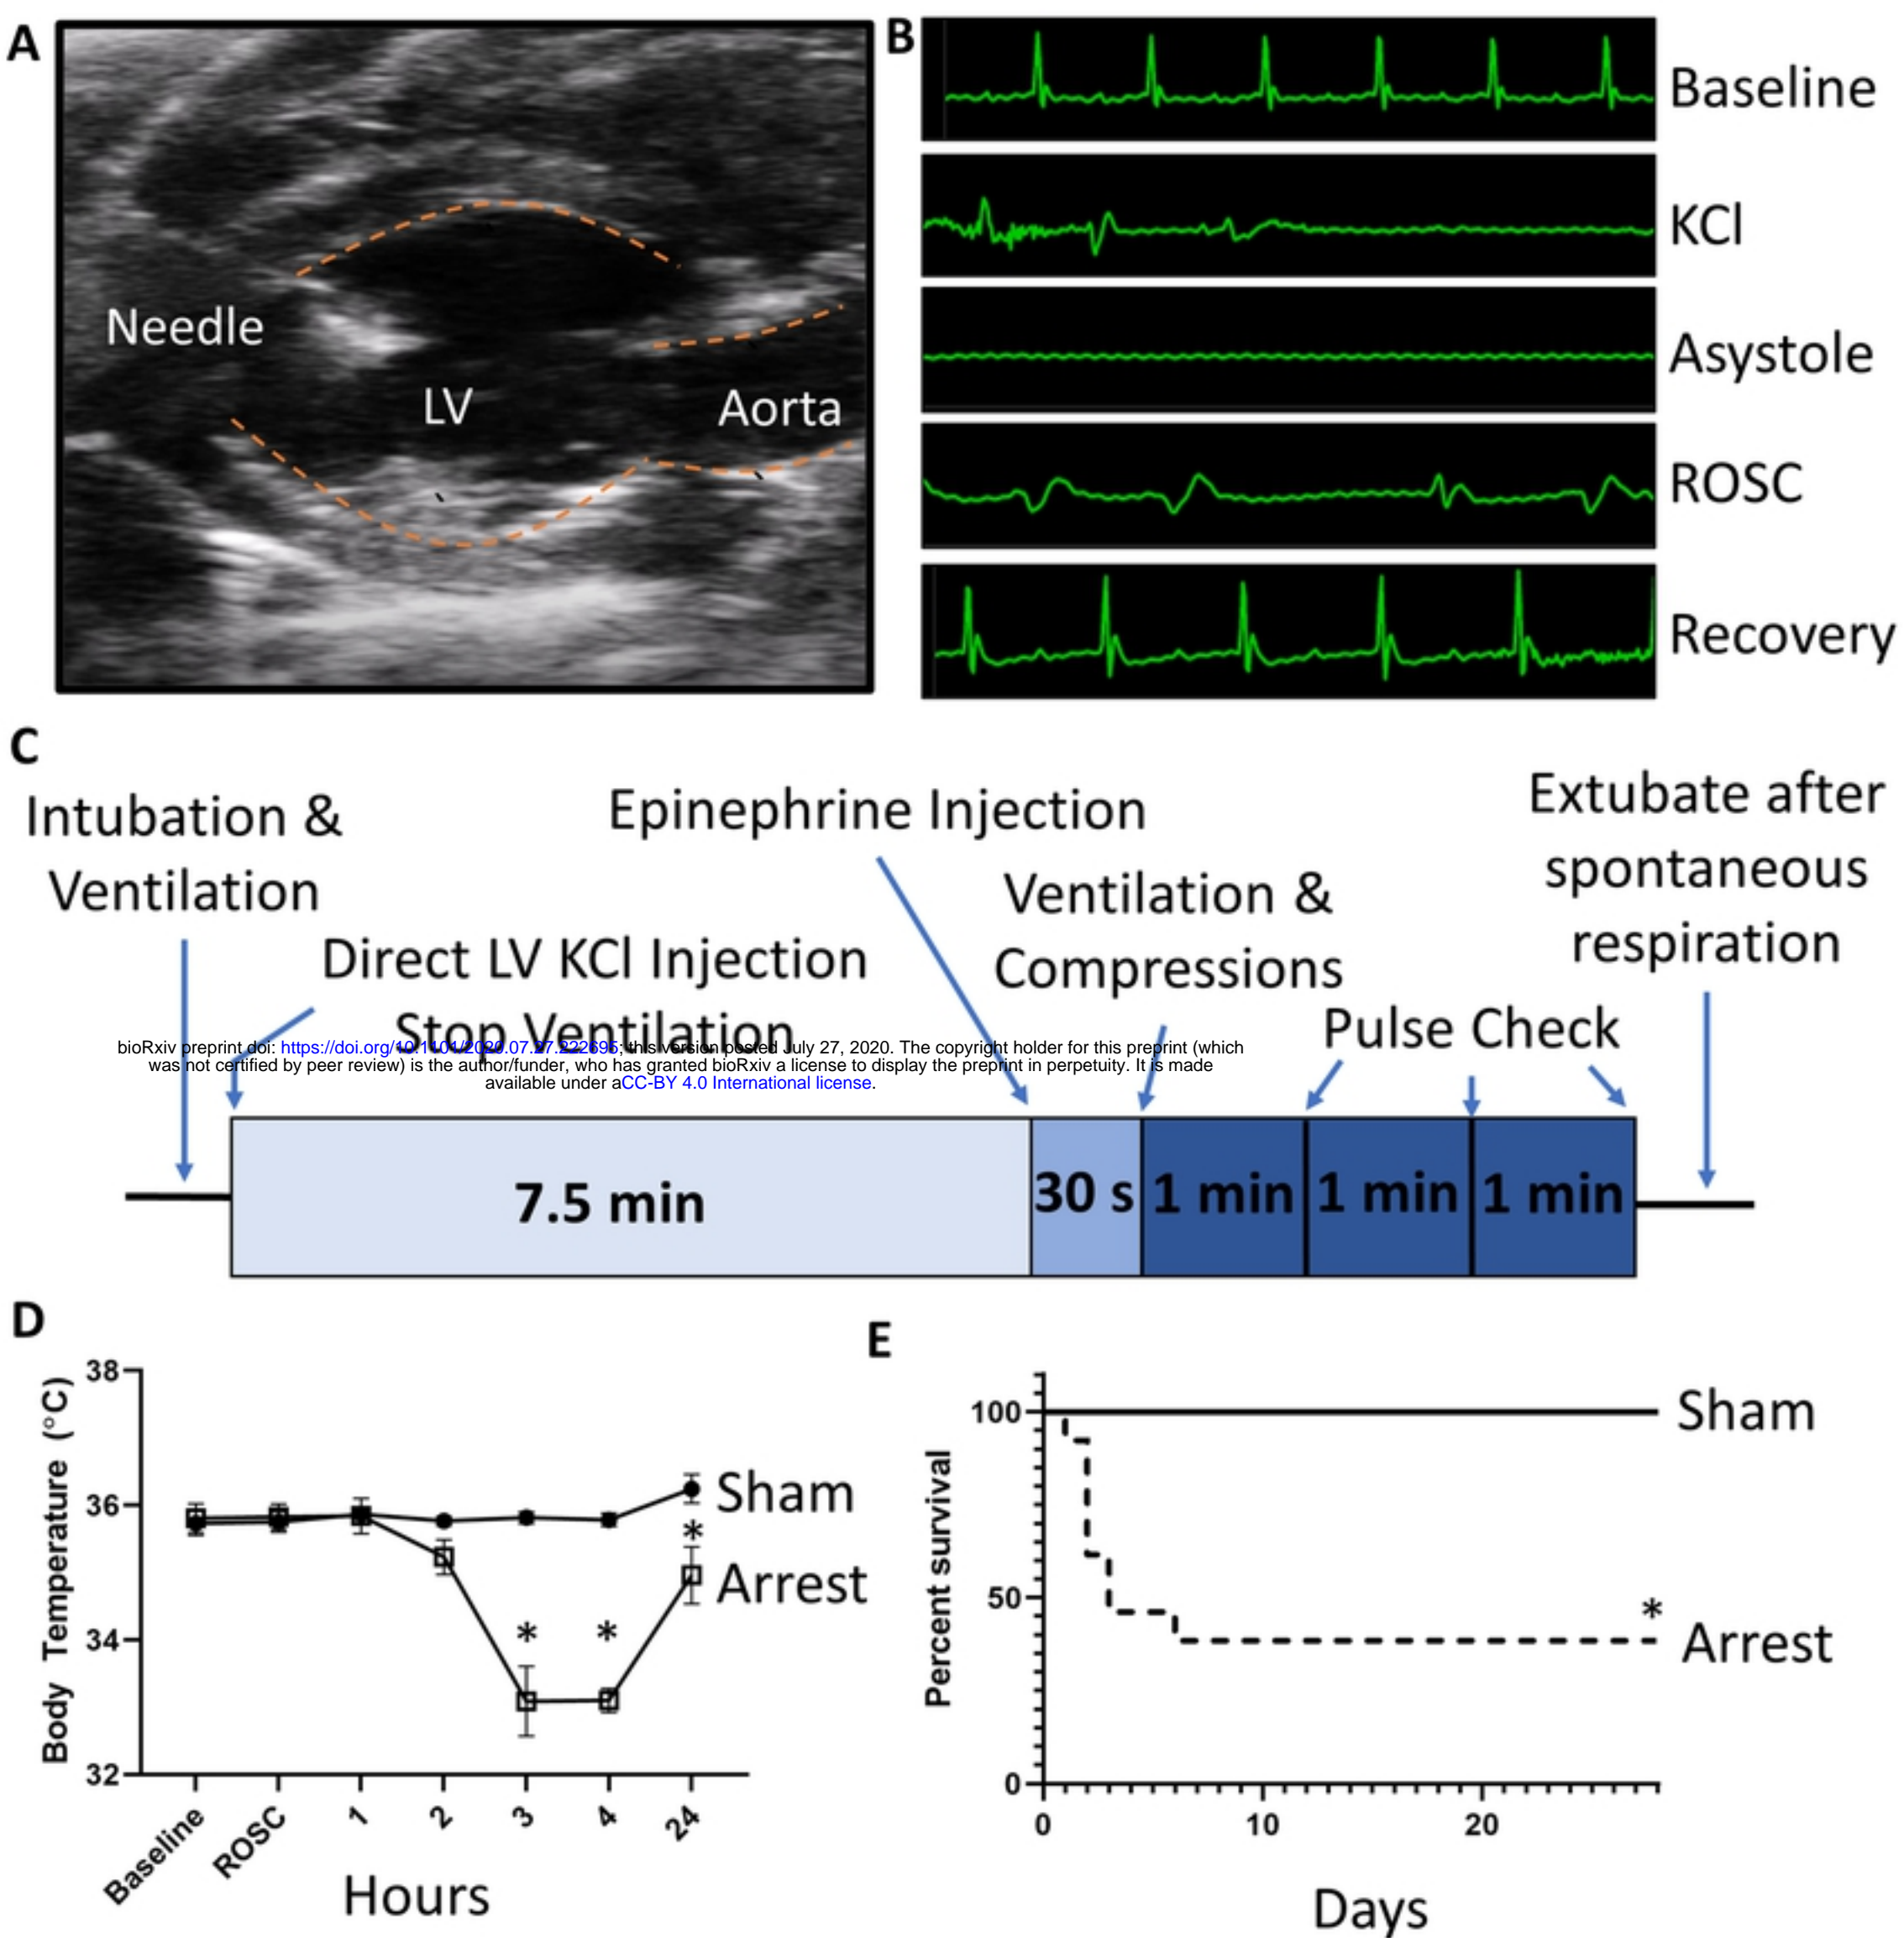 A
Needle
LV
Aorta
B
Baseline
KCl
Asystole
ROSC
Recovery
C
Intubation &
Ventilation
Direct LV KCl Injection
Stop Ventilation
Epinephrine Injection
Ventilation &
Compressions
Pulse Check
Extubate after
spontaneous
respiration
bioRxiv preprint doi: https://doi.org/10.1101/2020.07.27.222695; this version posted July 27, 2020. The copyright holder for this preprint (which
was not certified by peer review) is the author/funder, who has granted bioRxiv a license to display the preprint in perpetuity. It is made
available under aCC-BY 4.0 International license.
7.5 min
30 s
1 min
1 min
1 min
D
Body Temperature (°C)
38
36
34
32
Sham
*
Arrest
*
*
Baseline
ROSC
1
2
3
4
24
Hours
E
Percent survival
100
50
0
Sham
*
Arrest
0
10
20
Days